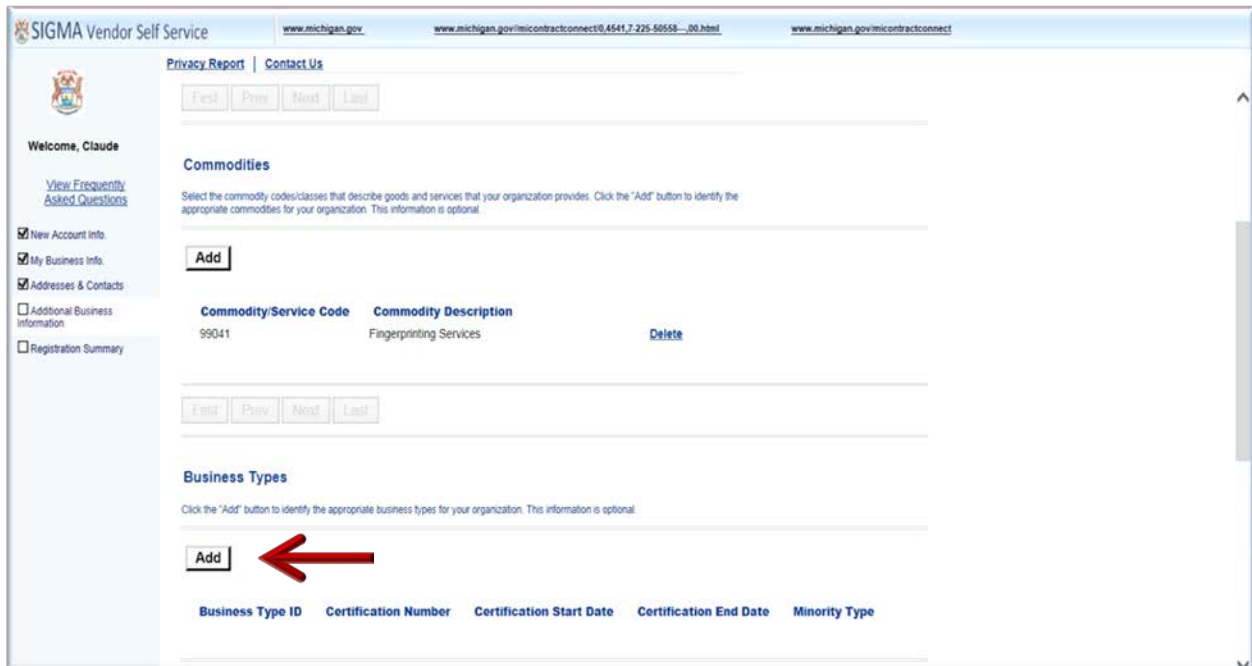 SIGMA Vendor Self Service
www.michigan.gov
www.michigan.gov//micontractconnect/0,4541,7-225-50558---,00.html
www.michigan.gov/micontractconnect
Privacy Report | Contact Us
First Prev Next Last
Welcome, Claude
View Frequently
Asked Questions
New Account Info.
My Business Info.
Addresses & Contacts
Additional Business
Information
Registration Summary
Commodities
Select the commodity codes/classes that describe goods and services that your organization provides. Click the "Add" button to identify the
appropriate commodities for your organization. This information is optional.
Add
Commodity/Service Code Commodity Description
99041 Fingerprinting Services Delete
First Prev Next Last
Business Types
Click the "Add" button to identify the appropriate business types for your organization. This information is optional.
Add
Business Type ID Certification Number Certification Start Date Certification End Date Minority Type